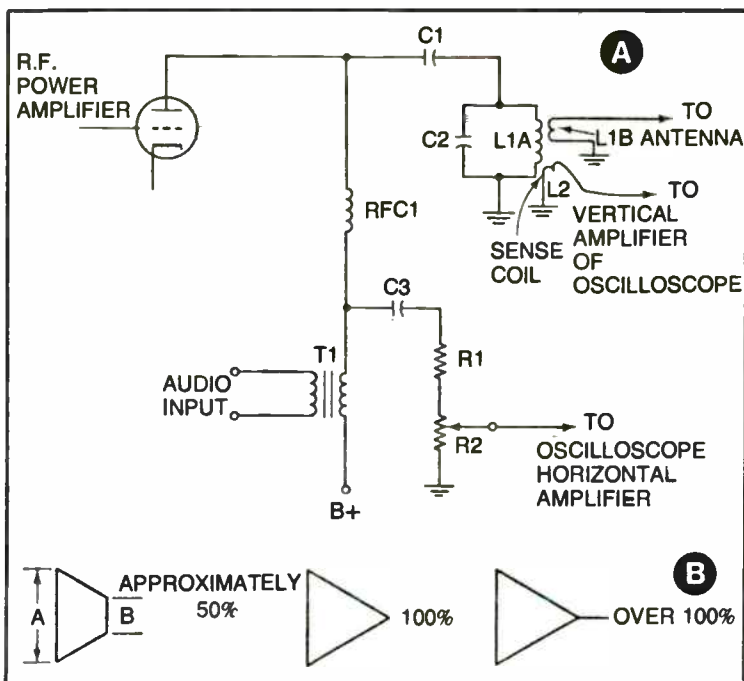 C1
A
R.F.
POWER
AMPLIFIER
C2
L1A
TO
L1B ANTENNA
L2
TO
VERTICAL
AMPLIFIER
OF
OSCILLOSCOPE
SENSE
COIL
RFC1
C3
R1
T1
AUDIO
INPUT
R2
TO
OSCILLOSCOPE
HORIZONTAL
AMPLIFIER
B+
B
A
B
APPROXIMATELY
50%
100%
OVER 100%